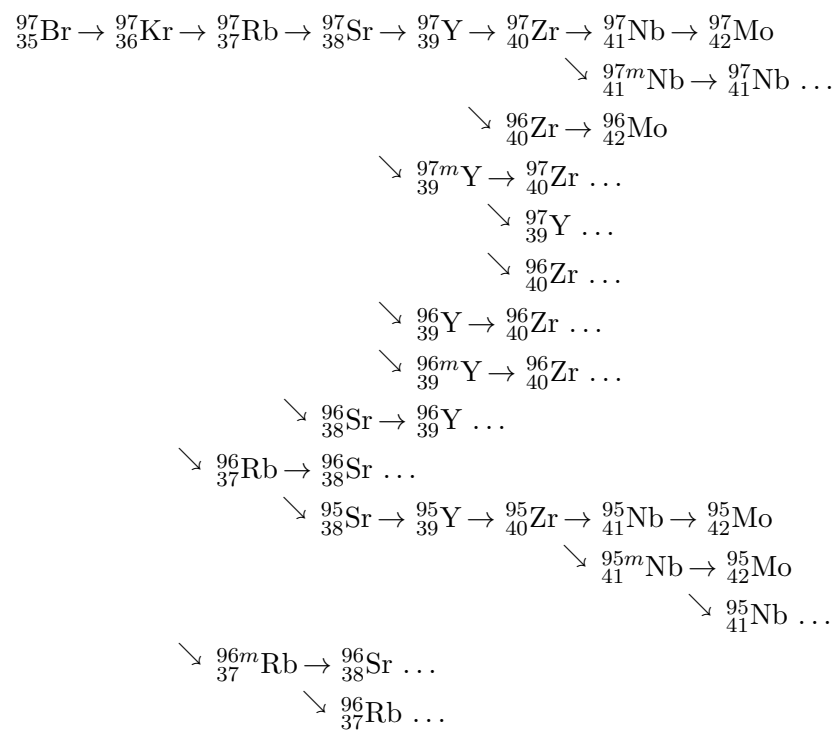 ⁹⁷₃₅Br → ⁹⁷₃₆Kr → ⁹⁷₃₇Rb → ⁹⁷₃₈Sr → ⁹⁷₃₉Y → ⁹⁷₄₀Zr → ⁹⁷₄₁Nb → ⁹⁷₄₂Mo
↘ ⁹⁷ᵐ₄₁Nb → ⁹⁷₄₁Nb …
↘ ⁹⁶₄₀Zr → ⁹⁶₄₂Mo
↘ ⁹⁷ᵐ₃₉Y → ⁹⁷₄₀Zr …
↘ ⁹⁷₃₉Y …
↘ ⁹⁶₄₀Zr …
↘ ⁹⁶₃₉Y → ⁹⁶₄₀Zr …
↘ ⁹⁶ᵐ₃₉Y → ⁹⁶₄₀Zr …
↘ ⁹⁶₃₈Sr → ⁹⁶₃₉Y …
↘ ⁹⁶₃₇Rb → ⁹⁶₃₈Sr …
↘ ⁹⁵₃₈Sr → ⁹⁵₃₉Y → ⁹⁵₄₀Zr → ⁹⁵₄₁Nb → ⁹⁵₄₂Mo
↘ ⁹⁵ᵐ₄₁Nb → ⁹⁵₄₂Mo
↘ ⁹⁵₄₁Nb …
↘ ⁹⁶ᵐ₃₇Rb → ⁹⁶₃₈Sr …
↘ ⁹⁶₃₇Rb …